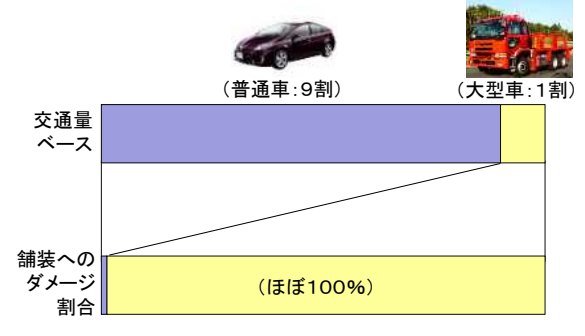 (普通車:9割)
(大型車:1割)
交通量
ベース
舗装への
ダメージ
割合
(ほぼ100%)